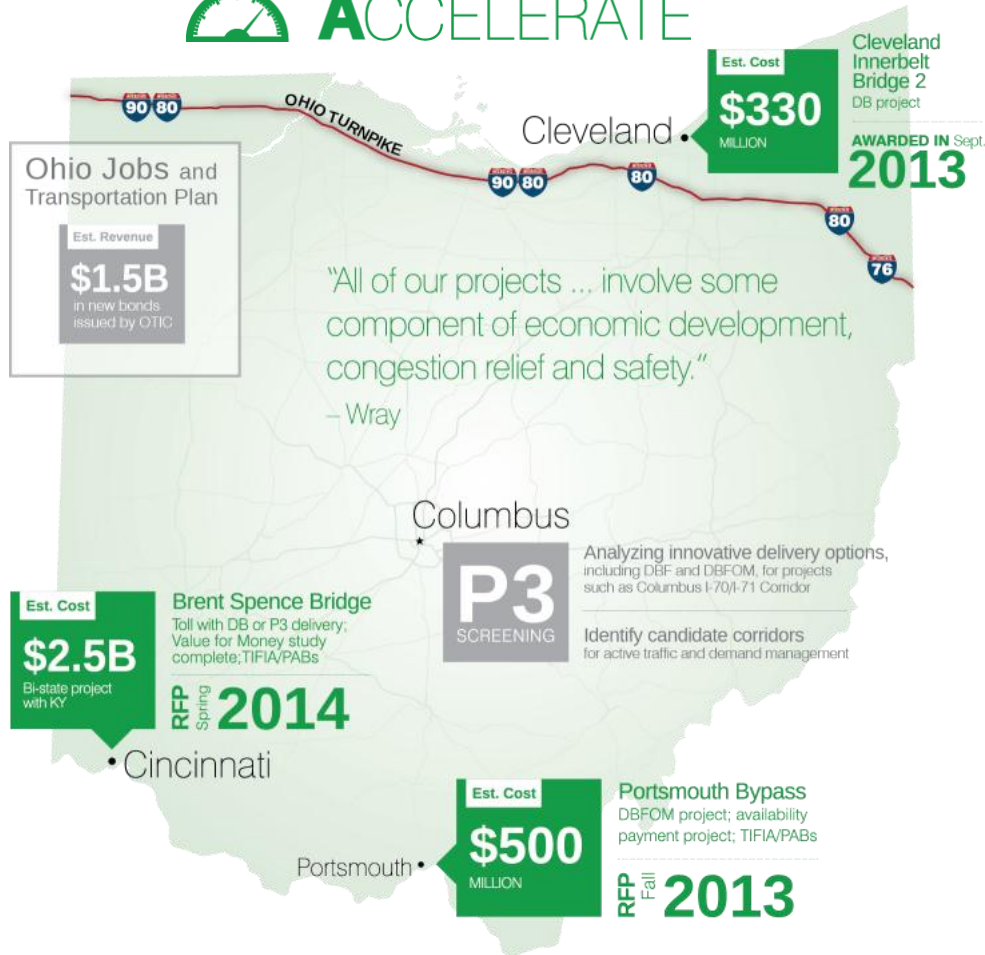 ACCELERATE
Est. Cost
$330
MILLION
Cleveland
Innerbelt
Bridge 2
DB project
AWARDED IN Sept.
2013
90 80
OHIO TURNPIKE
Cleveland
90 80
80
80
76
Ohio Jobs and
Transportation Plan
Est. Revenue
$1.5B
in new bonds
issued by OTIC
"All of our projects ... involve some
component of economic development,
congestion relief and safety."
– Wray
Columbus
P3
SCREENING
Analyzing innovative delivery options,
including DBF and DBFOM, for projects
such as Columbus I-70/I-71 Corridor
Identify candidate corridors
for active traffic and demand management
Est. Cost
$2.5B
Bi-state project
with KY
Brent Spence Bridge
Toll with DB or P3 delivery;
Value for Money study
complete;TIFIA/PABs
RFP Spring 2014
Cincinnati
Portsmouth
Est. Cost
$500
MILLION
Portsmouth Bypass
DBFOM project; availability
payment project; TIFIA/PABs
RFP Fall 2013